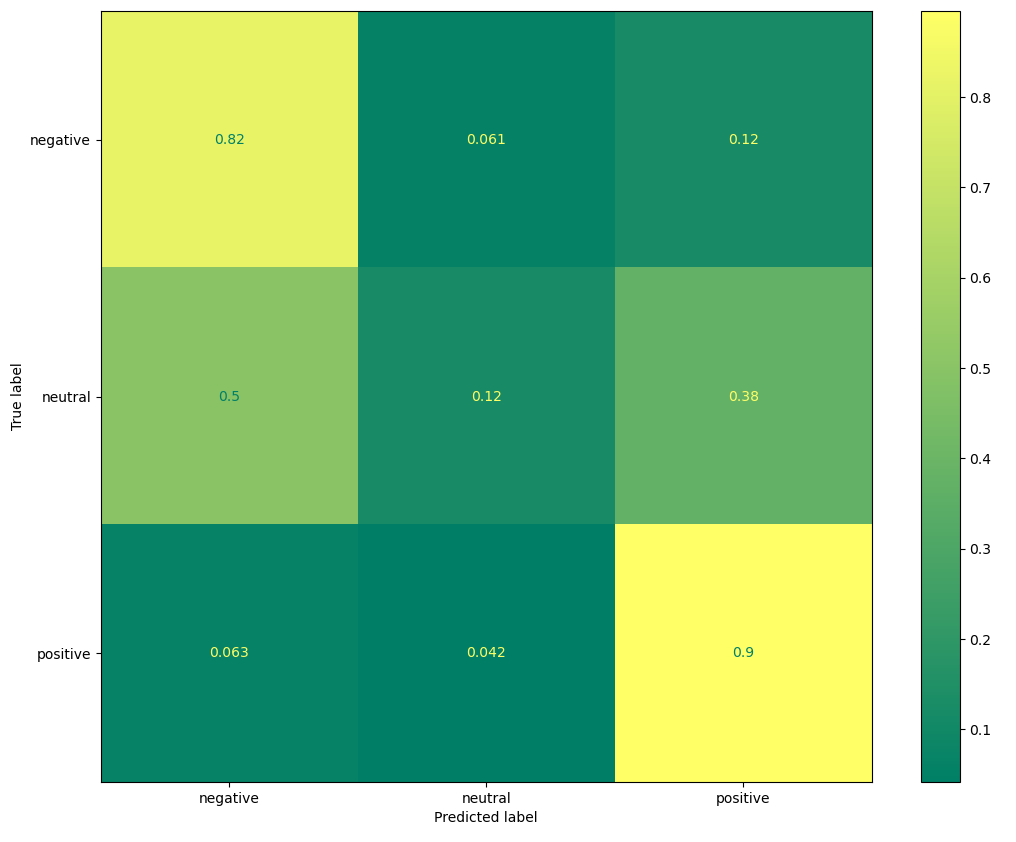 negative 0.82 0.061 0.12
neutral 0.5 0.12 0.38
positive 0.063 0.042 0.9
negative neutral positive
Predicted label
True label
0.8
0.7
0.6
0.5
0.4
0.3
0.2
0.1